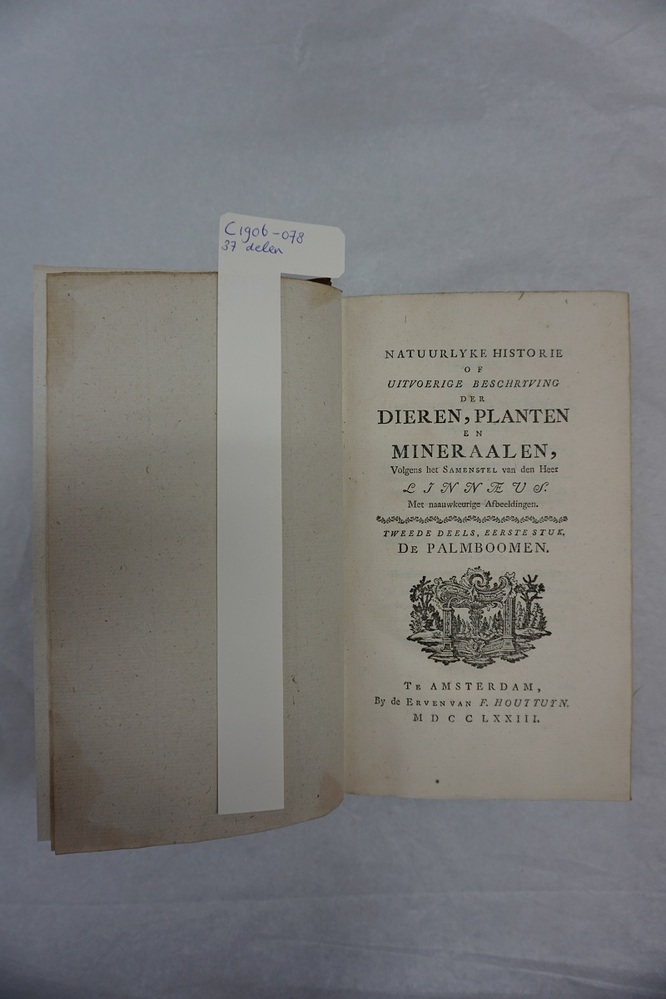 C1906-078
37 delen
NATUURLYKE HISTORIE
OF
UITVOERIGE BESCHRYVING
DER
DIEREN, PLANTEN
EN
MINERAALEN,
Volgens het SAMENSTEL van den Heer
LINNÆUS.
Met naauwkeurige Afbeeldingen.
TWEEDE DEELS, EERSTE STUK,
DE PALMBOOMEN.
TE AMSTERDAM,
By de ERVEN VAN F. HOUTTUYN.
MDCCLXXIII.